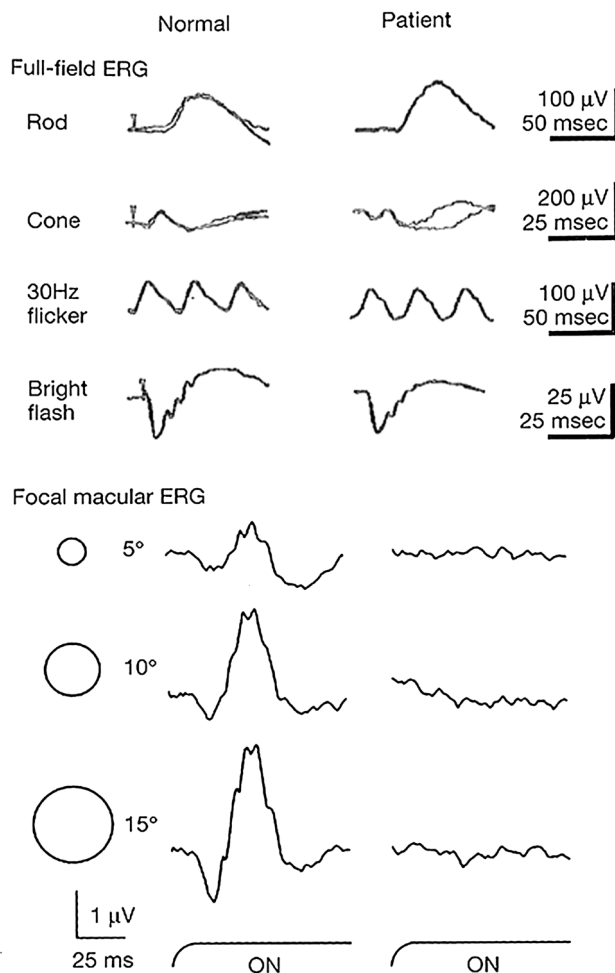 Normal Patient
Full-field ERG
Rod
100 µV
50 msec
Cone
200 µV
25 msec
30Hz
flicker
100 µV
50 msec
Bright
flash
25 µV
25 msec
Focal macular ERG
5°
10°
15°
1 µV
25 ms
ON ON